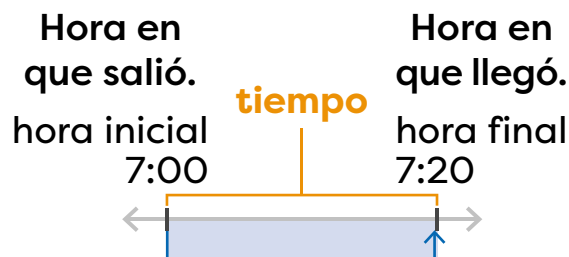 Hora en
que salió.
hora inicial
7:00
tiempo
Hora en
que llegó.
hora final
7:20